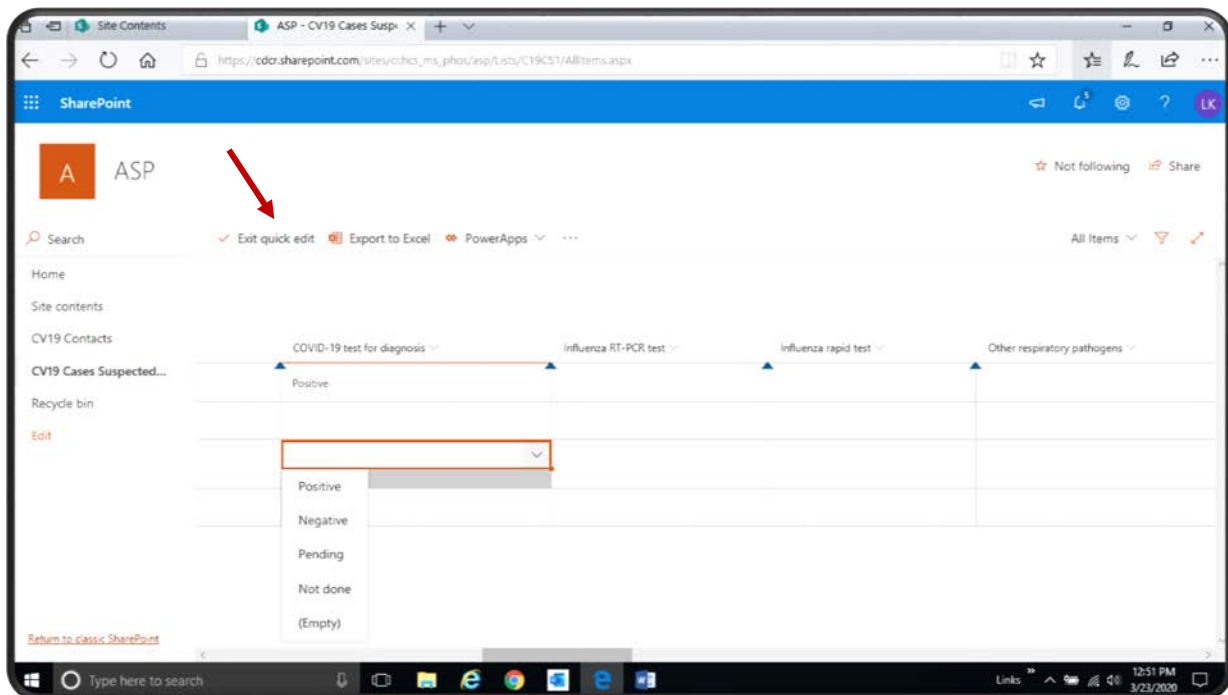 Site Contents
ASP - CV19 Cases Susp
https://cdcr.sharepoint.com/sites/cchcs_ms_phos/asp/Lists/C19CS1/AllItems.aspx
SharePoint
5
LK
A
ASP
Not following
Share
Search
Exit quick edit
Export to Excel
PowerApps
...
All Items
Home
Site contents
CV19 Contacts
CV19 Cases Suspected...
Recycle bin
Edit
COVID-19 test for diagnosis
Influenza RT-PCR test
Influenza rapid test
Other respiratory pathogens
Positive
Positive
Negative
Pending
Not done
(Empty)
Return to classic SharePoint
Type here to search
Links
12:51 PM
3/23/2020